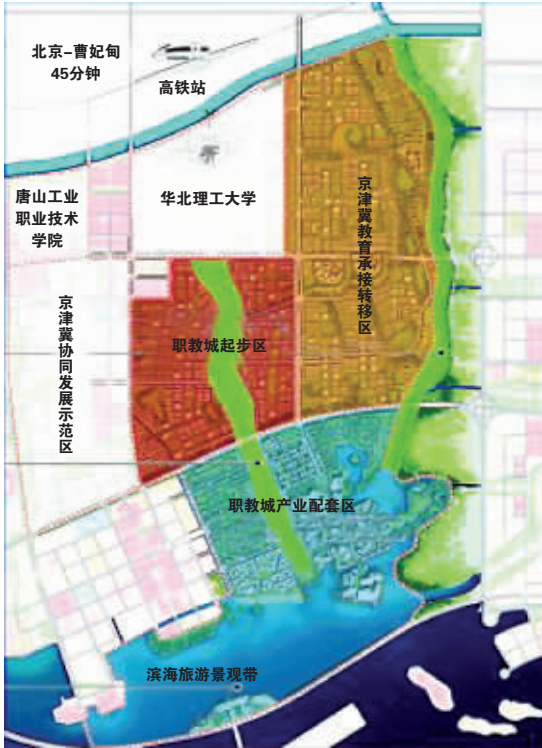 北京-曹妃甸
45分钟
高铁站
唐山工业
职业技术
学院
华北理工大学
京津冀教育承接转移区
京津冀协同发展示范区
职教城起步区
职教城产业配套区
滨海旅游景观带